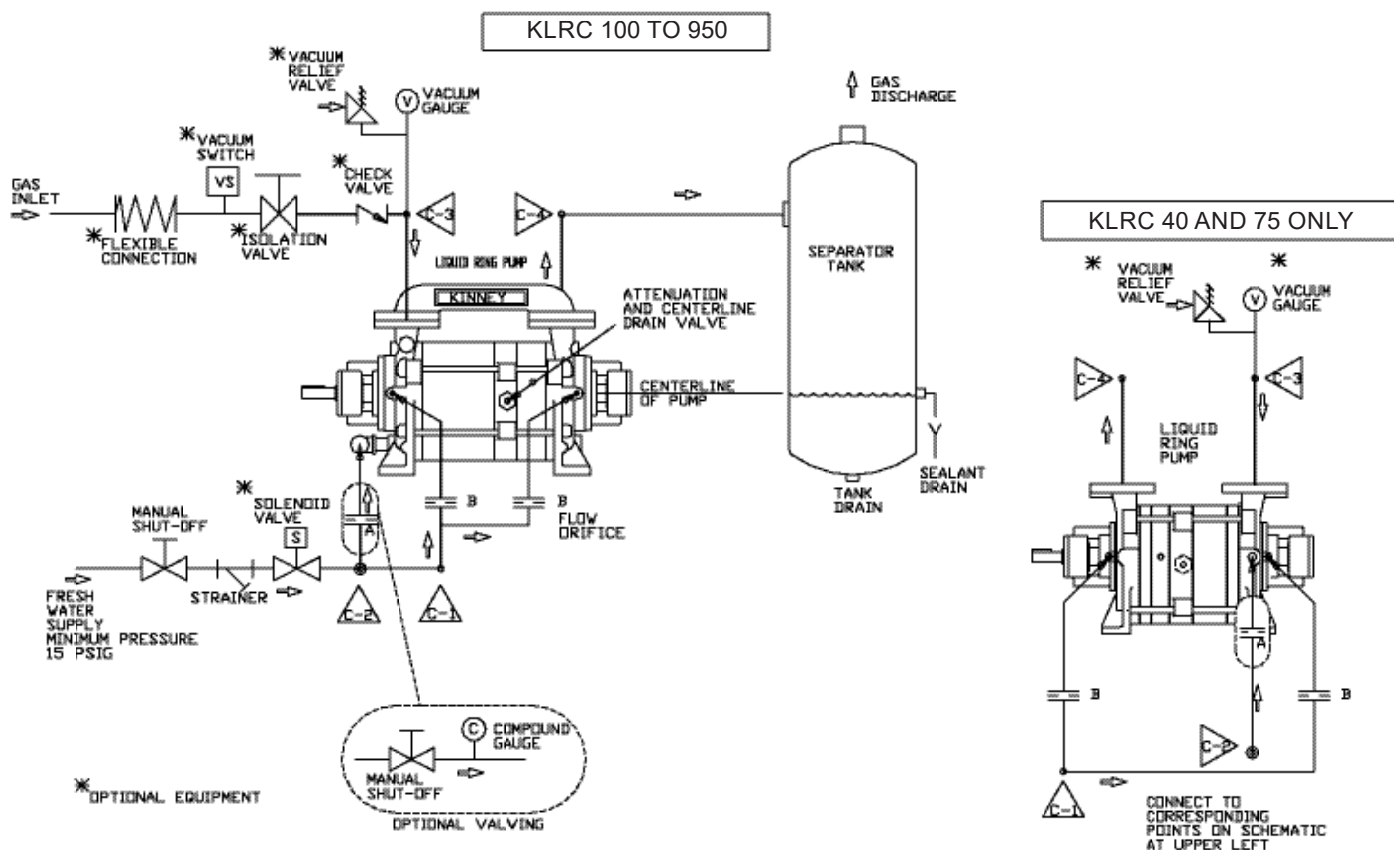 KLRC 100 TO 950
* VACUUM
RELIEF
VALVE
V
VACUUM
GAUGE
GAS
DISCHARGE
* VACUUM
SWITCH
VS
* CHECK
VALVE
GAS
INLET
C-3
C-4
* FLEXIBLE
CONNECTION
* ISOLATION
VALVE
LIQUID RING PUMP
KINNEY
SEPARATOR
TANK
ATTENUATION
AND CENTERLINE
DRAIN VALVE
CENTERLINE
OF PUMP
SEALANT
DRAIN
TANK
DRAIN
*
SOLENOID
VALVE
S
MANUAL
SHUT-OFF
A
B
B
FLOW
ORIFICE
STRAINER
FRESH
WATER
SUPPLY
MINIMUM PRESSURE
15 PSIG
C-2
C-1
C
COMPOUND
GAUGE
MANUAL
SHUT-OFF
OPTIONAL VALVING
* OPTIONAL EQUIPMENT
KLRC 40 AND 75 ONLY
* VACUUM
RELIEF
VALVE
*
V
VACUUM
GAUGE
C-4
C-3
LIQUID
RING
PUMP
A
B
B
C-2
C-1
CONNECT TO
CORRESPONDING
POINTS ON SCHEMATIC
AT UPPER LEFT